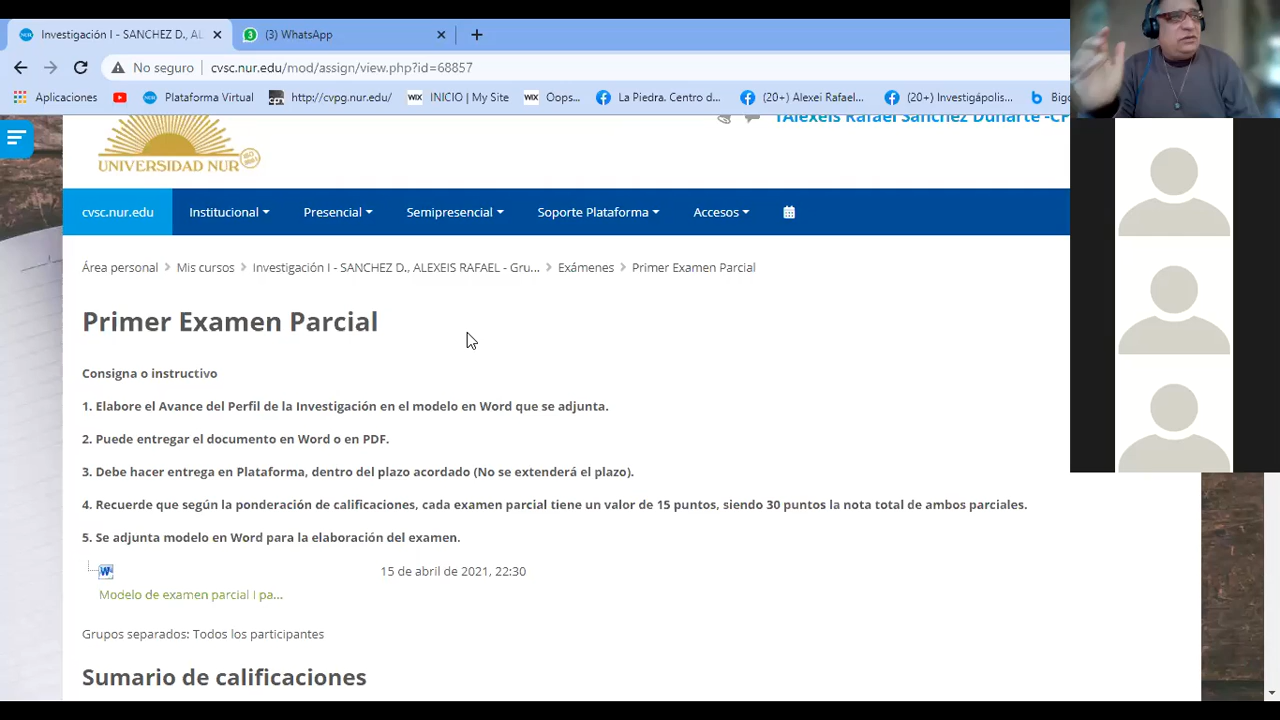 Investigación I - SANCHEZ D., AL
(3) WhatsApp
No seguro
cvsc.nur.edu/mod/assign/view.php?id=68857
Aplicaciones
Plataforma Virtual
http://cvpg.nur.edu/
INICIO | My Site
Oops...
La Piedra. Centro d...
(20+) Alexei Rafael...
(20+) Investigápolis...
Bigo
UNIVERSIDAD NUR
Alexeis Rafael Sanchez Duharte -CP
cvsc.nur.edu
Institucional
Presencial
Semipresencial
Soporte Plataforma
Accesos
Área personal
Mis cursos
Investigación I - SANCHEZ D., ALEXEIS RAFAEL - Gru...
Exámenes
Primer Examen Parcial
Primer Examen Parcial
Consigna o instructivo
1. Elabore el Avance del Perfil de la Investigación en el modelo en Word que se adjunta.
2. Puede entregar el documento en Word o en PDF.
3. Debe hacer entrega en Plataforma, dentro del plazo acordado (No se extenderá el plazo).
4. Recuerde que según la ponderación de calificaciones, cada examen parcial tiene un valor de 15 puntos, siendo 30 puntos la nota total de ambos parciales.
5. Se adjunta modelo en Word para la elaboración del examen.
15 de abril de 2021, 22:30
Modelo de examen parcial I pa...
Grupos separados: Todos los participantes
Sumario de calificaciones